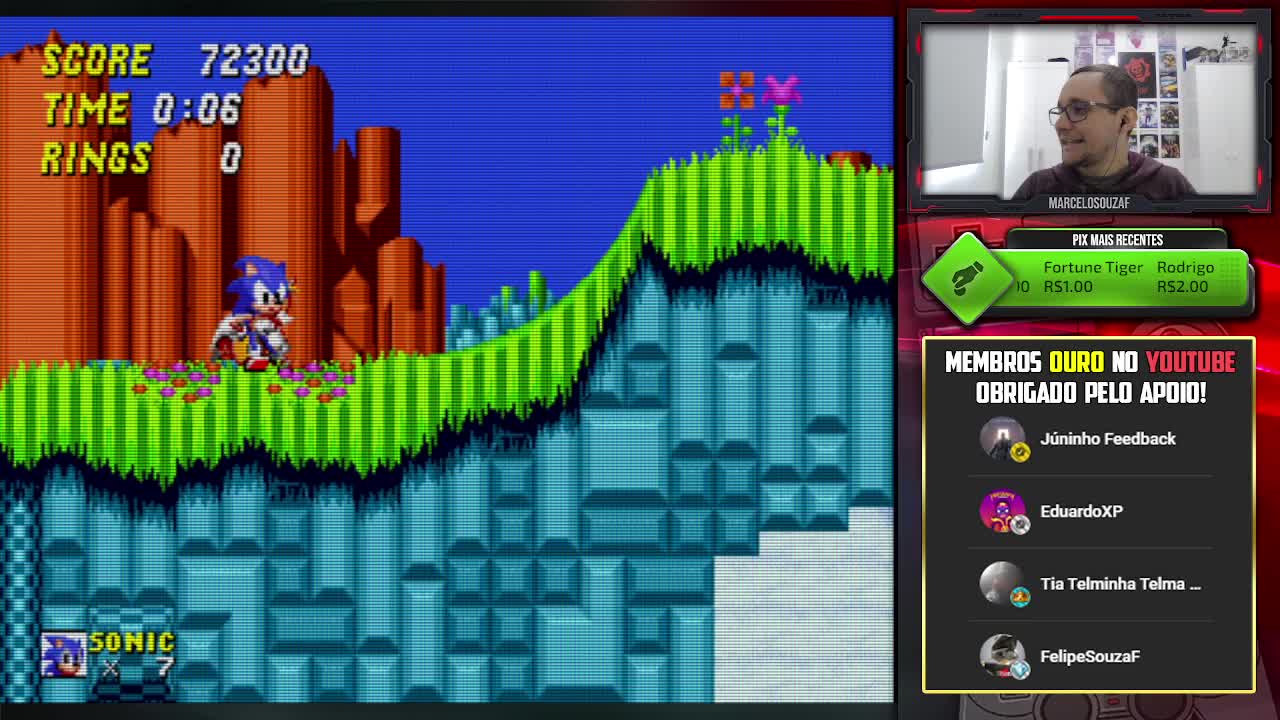 SCORE 72300
TIME 0:06
RINGS 0
SONIC
X 7
MARCELOSOUZAF
PIX MAIS RECENTES
Fortune Tiger Rodrigo
00 R$1.00 R$2.00
MEMBROS OURO NO YOUTUBE
OBRIGADO PELO APOIO!
Júninho Feedback
EduardoXP
Tia Telminha Telma ...
FelipeSouzaF